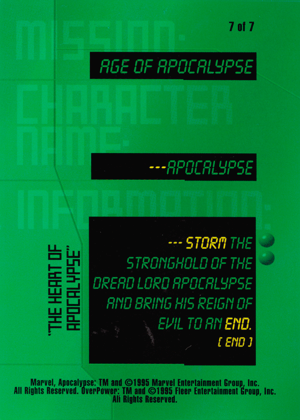 7 of 7
MISSION:
AGE OF APOCALYPSE
CHARACTER
NAME:
---APOCALYPSE
INFORMATION:
"THE HEART OF
APOCALYPSE"
--- STORM THE
STRONGHOLD OF THE
DREAD LORD APOCALYPSE
AND BRING HIS REIGN OF
EVIL TO AN END.
[ END ]
Marvel, Apocalypse: TM and ©1995 Marvel Entertainment Group, Inc.
All Rights Reserved. OverPower: TM and ©1995 Fleer Entertainment Group, Inc.
All Rights Reserved.